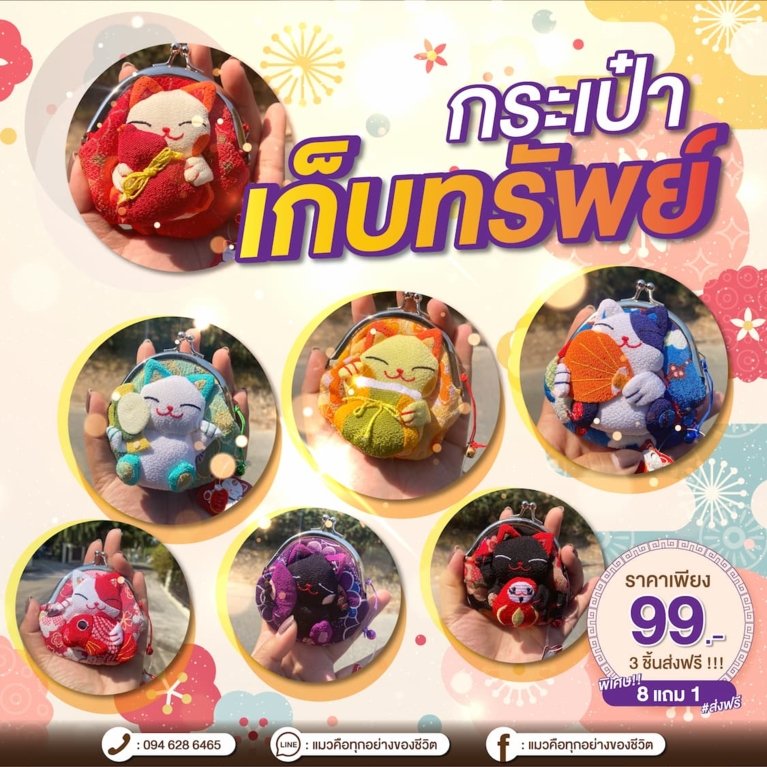 กระเป๋า
เก็บทรัพย์
ราคาเพียง
99.-
3 ชิ้นส่งฟรี !!!
พิเศษ!!
8 แถม 1
#ส่งฟรี
: 094 628 6465
LINE : แมวคือทุกอย่างของชีวิต
f : แมวคือทุกอย่างของชีวิต